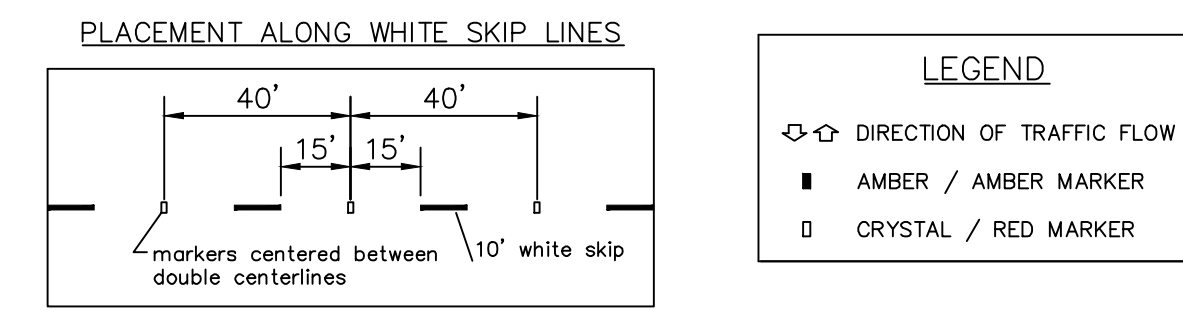 PLACEMENT ALONG WHITE SKIP LINES
40' 40'
15' 15'
markers centered between
double centerlines
10' white skip
LEGEND
DIRECTION OF TRAFFIC FLOW
AMBER / AMBER MARKER
CRYSTAL / RED MARKER